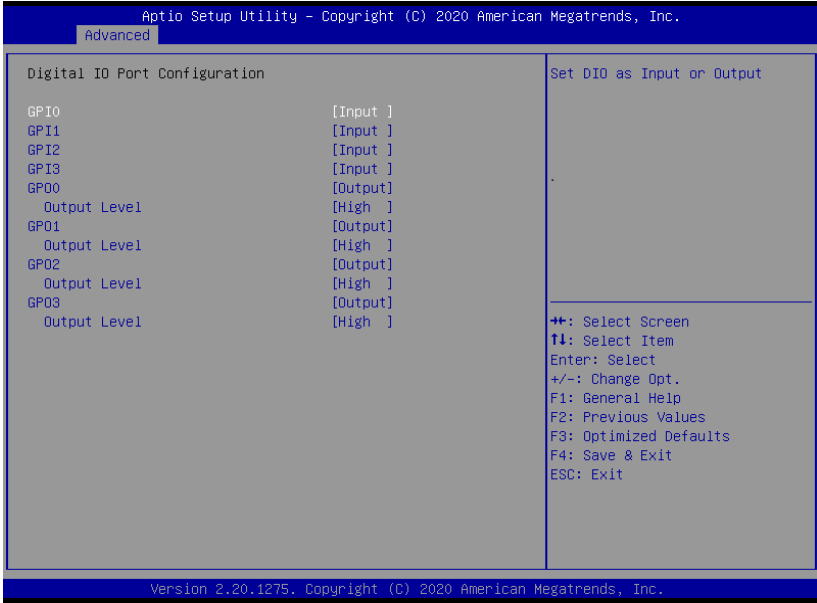 Aptio Setup Utility – Copyright (C) 2020 American Megatrends, Inc.
Advanced
Digital IO Port Configuration
GPI0 [Input ]
GPI1 [Input ]
GPI2 [Input ]
GPI3 [Input ]
GPO0 [Output]
Output Level [High ]
GPO1 [Output]
Output Level [High ]
GPO2 [Output]
Output Level [High ]
GPO3 [Output]
Output Level [High ]
Set DIO as Input or Output
.
→←: Select Screen
↑↓: Select Item
Enter: Select
+/-: Change Opt.
F1: General Help
F2: Previous Values
F3: Optimized Defaults
F4: Save & Exit
ESC: Exit
Version 2.20.1275. Copyright (C) 2020 American Megatrends, Inc.